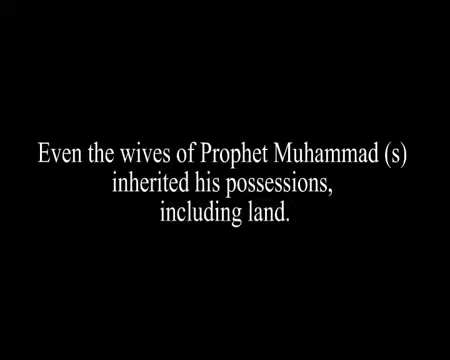 Even the wives of Prophet Muhammad (s)
inherited his possessions,
including land.